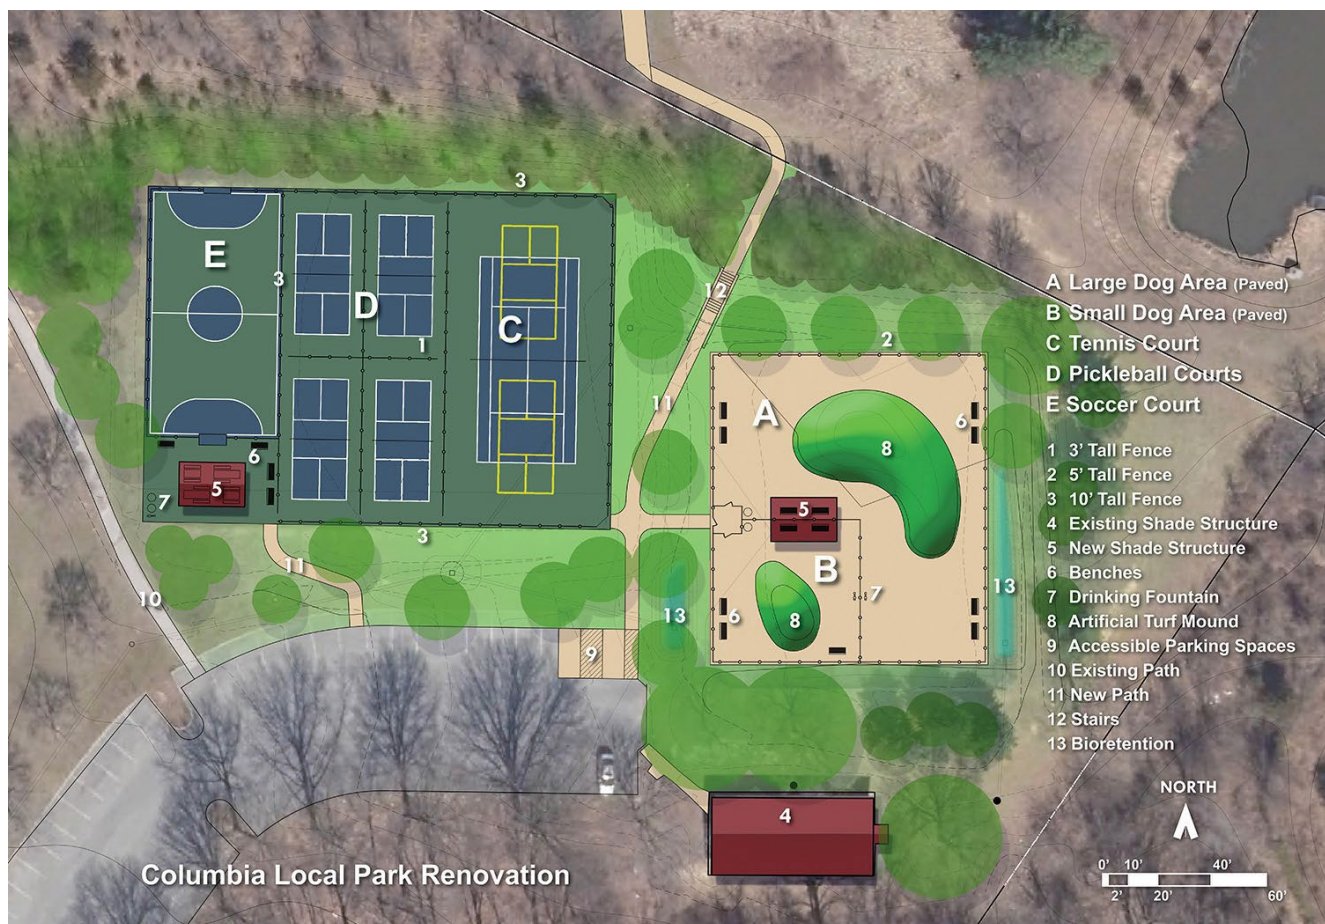 3
E
3
12
D
C
1
2
11
A
6
8
6
5
7
3
5
11
B
7
13
10
13
6
8
9
4
A Large Dog Area (Paved)
B Small Dog Area (Paved)
C Tennis Court
D Pickleball Courts
E Soccer Court
1 3' Tall Fence
2 5' Tall Fence
3 10' Tall Fence
4 Existing Shade Structure
5 New Shade Structure
6 Benches
7 Drinking Fountain
8 Artificial Turf Mound
9 Accessible Parking Spaces
10 Existing Path
11 New Path
12 Stairs
13 Bioretention
NORTH
0' 10' 40'
2' 20' 60'
Columbia Local Park Renovation